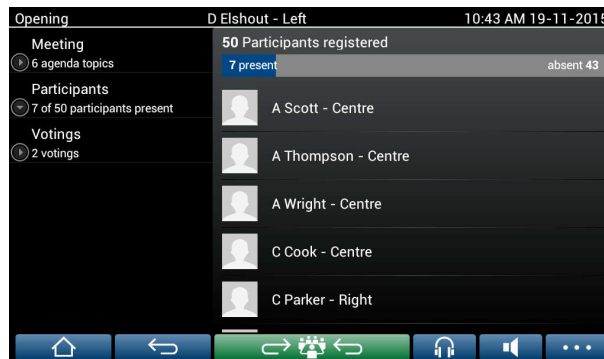 Opening D Elshout - Left 10:43 AM 19-11-2015
Meeting
6 agenda topics
Participants
7 of 50 participants present
Votings
2 votings
50 Participants registered
7 present absent 43
A Scott - Centre
A Thompson - Centre
A Wright - Centre
C Cook - Centre
C Parker - Right